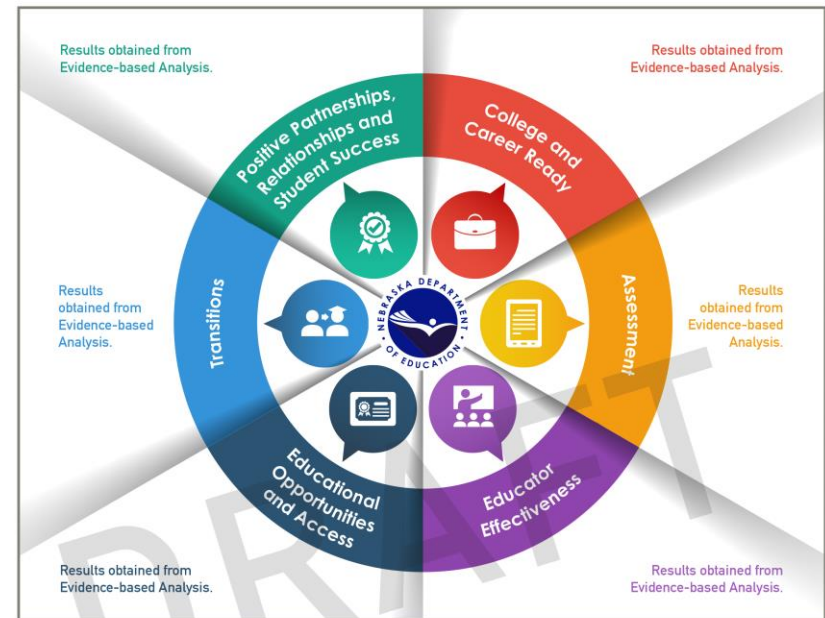 Results obtained from
Evidence-based Analysis.
Results obtained from
Evidence-based Analysis.
Positive Partnerships,
Relationships and
Student Success
College and
Career Ready
Results
obtained from
Evidence-based
Analysis.
Transitions
• NEBRASKA DEPARTMENT •
OF EDUCATION
Assessment
Results
obtained from
Evidence-based
Analysis.
Educational
Opportunities
and Access
Educator
Effectiveness
Results obtained from
Evidence-based Analysis.
Results obtained from
Evidence-based Analysis.
DRAFT